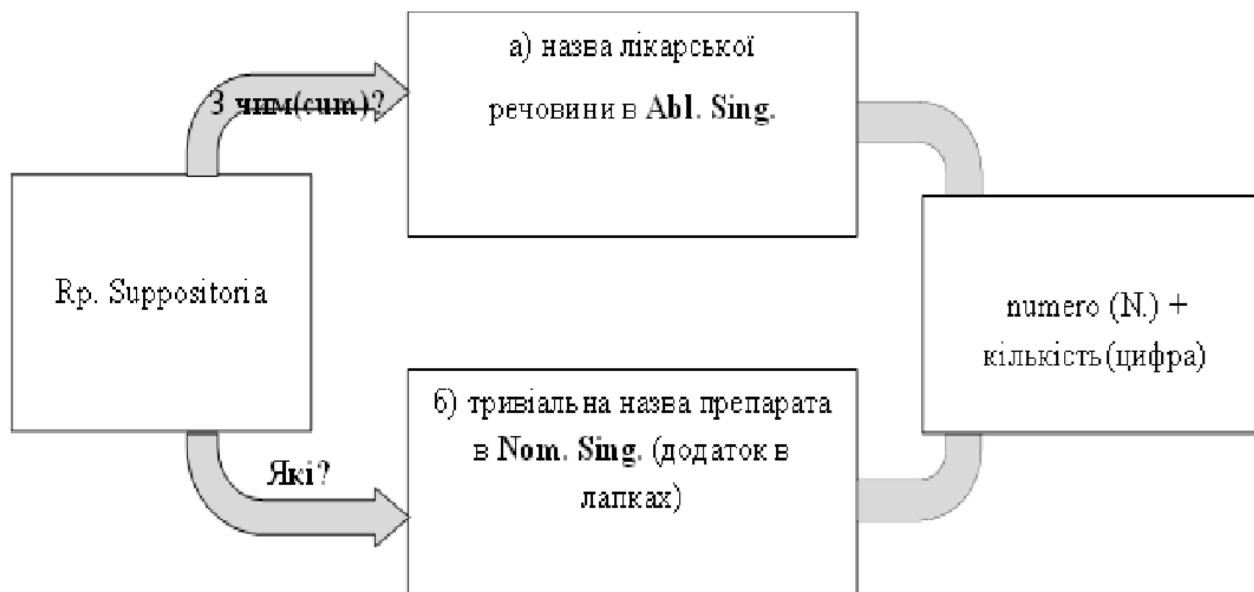 Rp. Suppositoria
З чим(cum)?
а) назва лікарської
речовини в Abl. Sing.
Які?
б) тривіальна назва препарата
в Nom. Sing. (додаток в
лапках)
numero (N.) +
кількість(цифра)